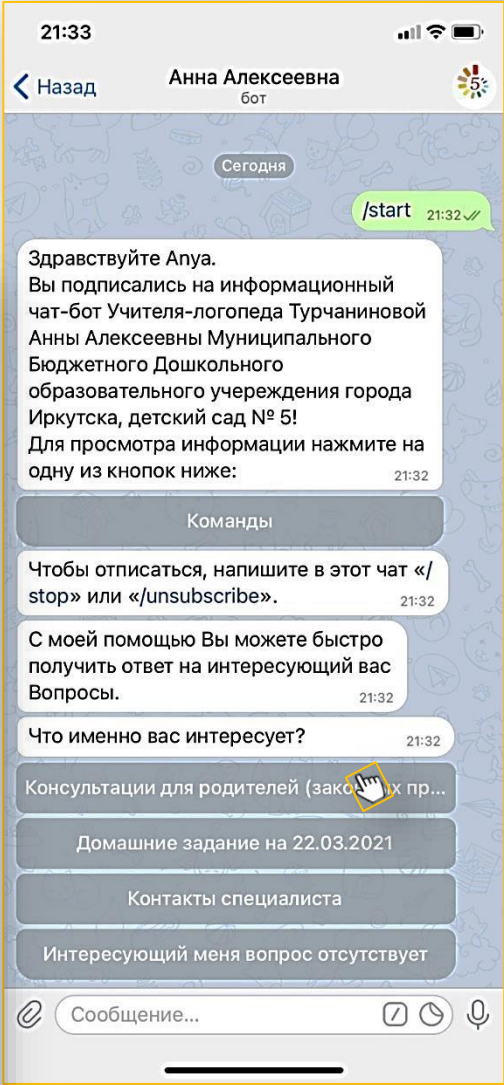 21:33
Назад
Анна Алексеевна
бот
5
Сегодня
/start 21:32
Здравствуйте Anya.
Вы подписались на информационный
чат-бот Учителя-логопеда Турчаниновой
Анны Алексеевны Муниципального
Бюджетного Дошкольного
образовательного учереждения города
Иркутска, детский сад № 5!
Для просмотра информации нажмите на
одну из кнопок ниже: 21:32
Команды
Чтобы отписаться, напишите в этот чат «/
stop» или «/unsubscribe». 21:32
С моей помощью Вы можете быстро
получить ответ на интересующий вас
Вопросы. 21:32
Что именно вас интересует? 21:32
Консультации для родителей пр...
Домашние задание на 22.03.2021
Контакты специалиста
Интересующий меня вопрос отсутствует
Сообщение...